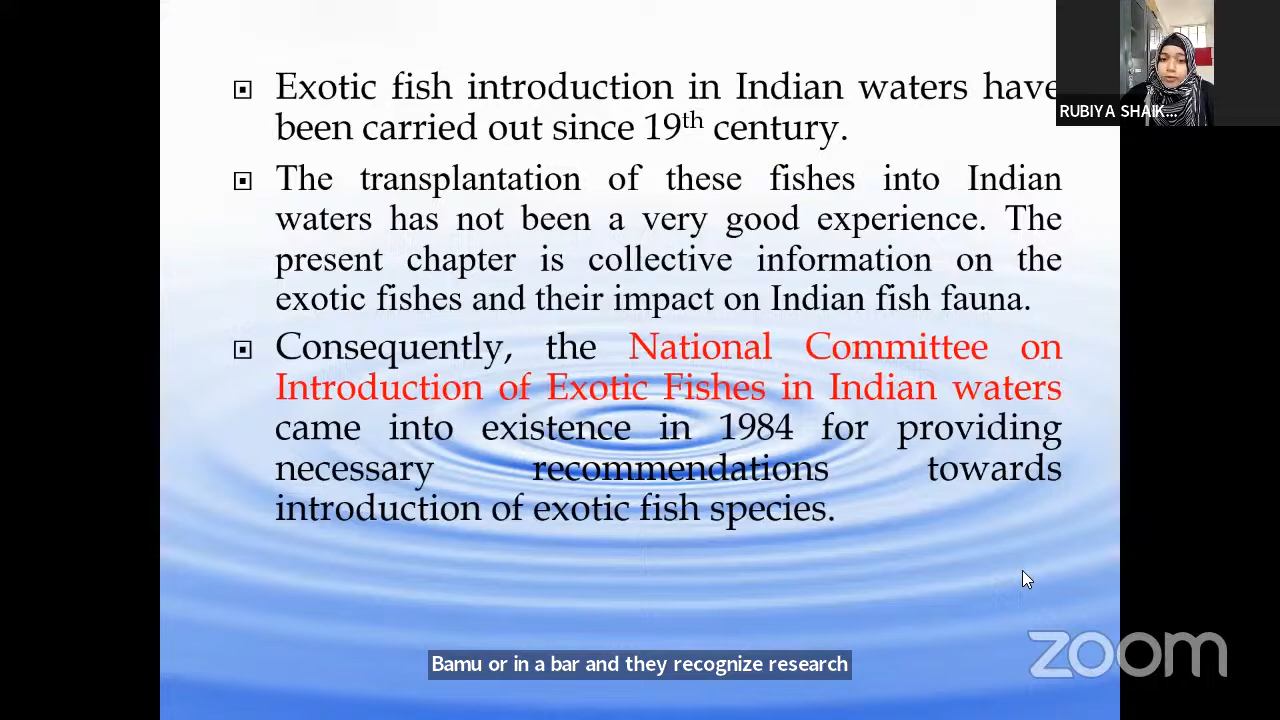 Exotic fish introduction in Indian waters have
been carried out since 19th century.
The transplantation of these fishes into Indian
waters has not been a very good experience. The
present chapter is collective information on the
exotic fishes and their impact on Indian fish fauna.
Consequently, the National Committee on
Introduction of Exotic Fishes in Indian waters
came into existence in 1984 for providing
necessary recommendations towards
introduction of exotic fish species.
RUBIYA SHAIK...
zoom
Bamu or in a bar and they recognize research